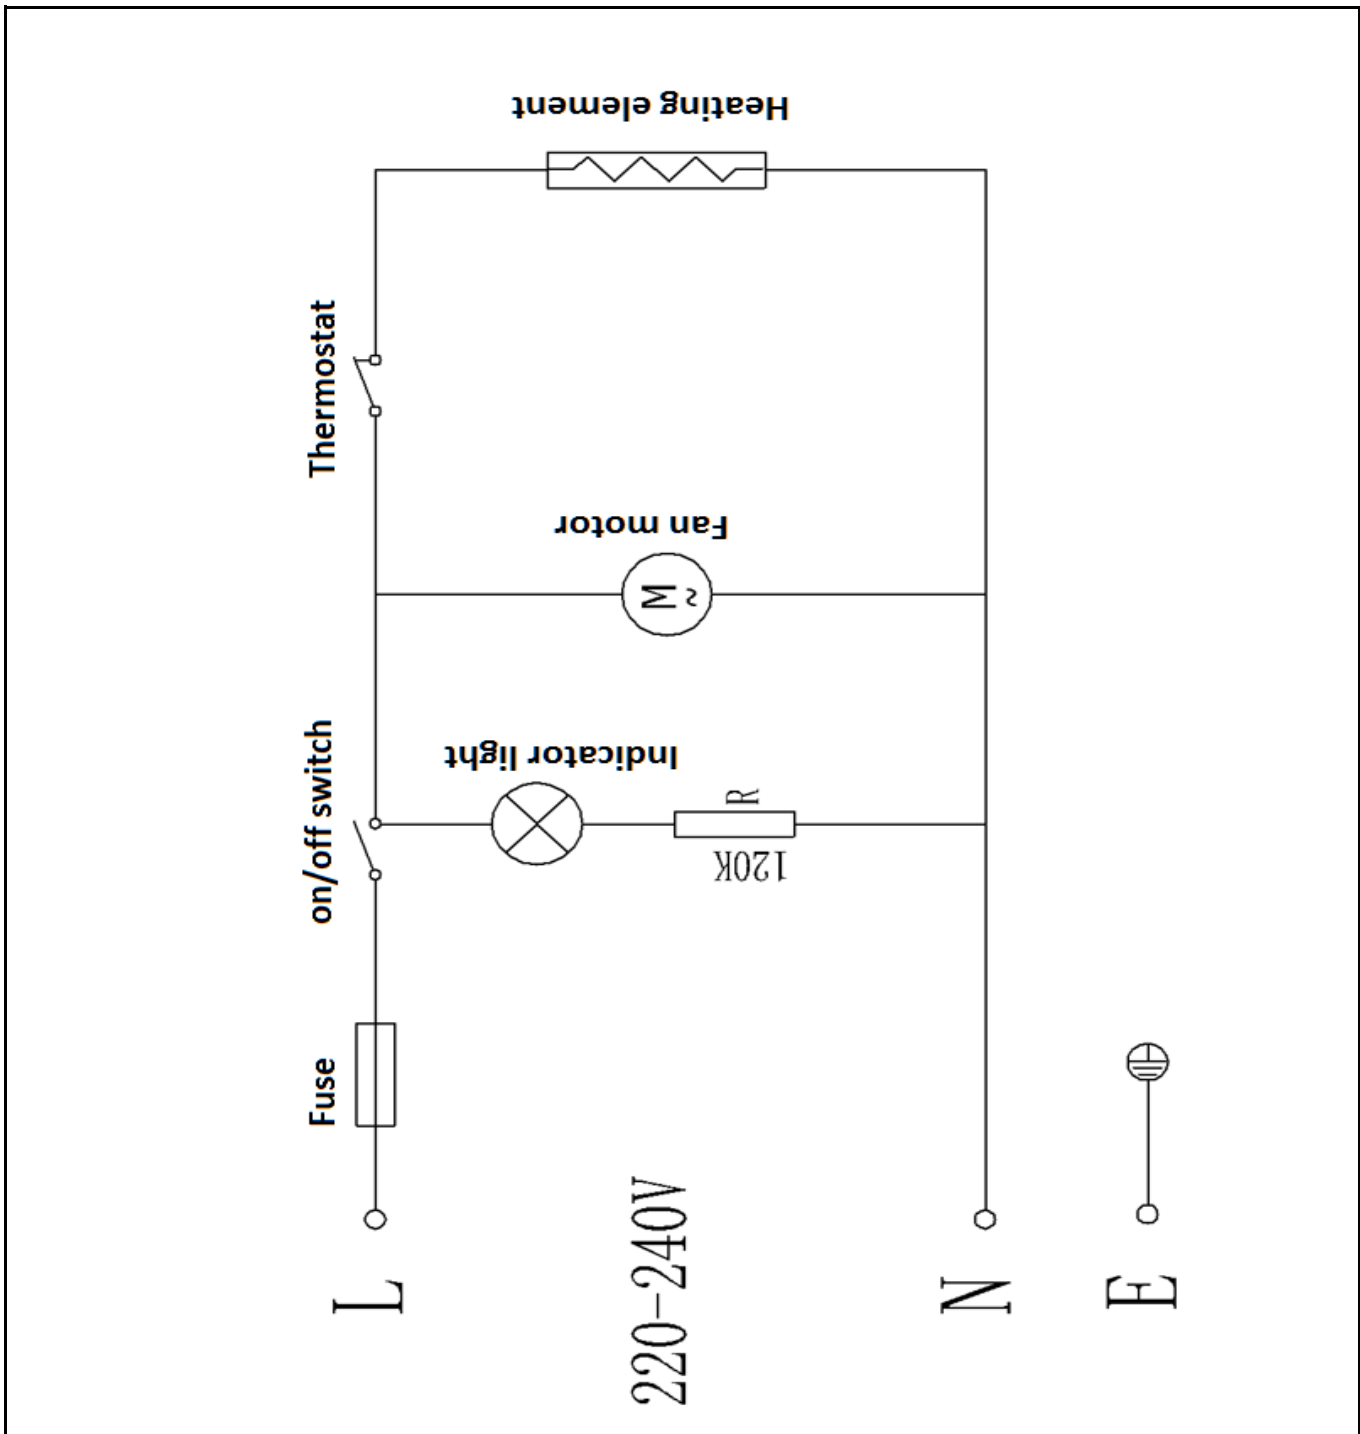 Heating element
Thermostat
Fan motor
M
~
on/off switch
Indicator light
R
120K
Fuse
220-240V
L
N
E